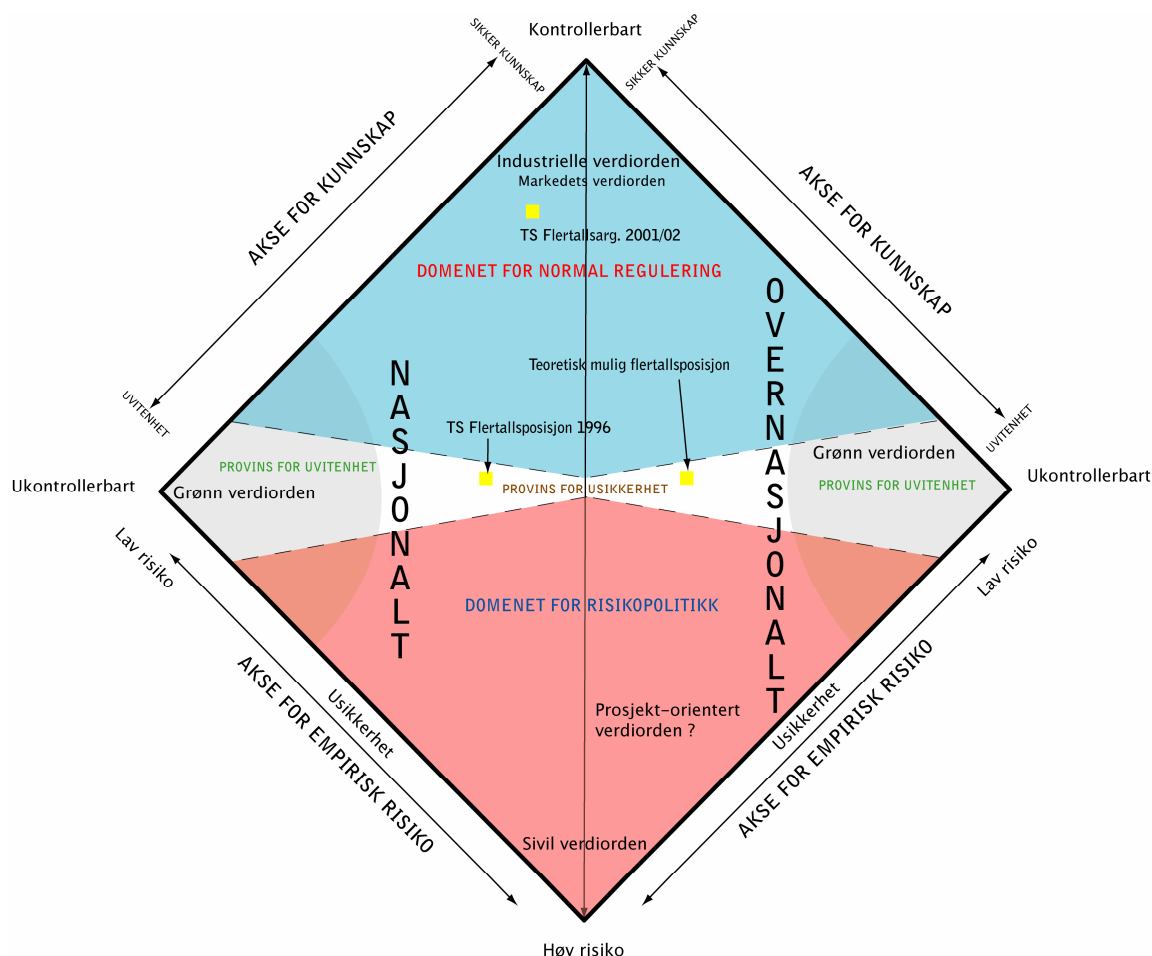 Kontrollerbart
SIKKER KUNNSKAP
SIKKER KUNNSKAP
AKSE FOR KUNNSKAP
AKSE FOR KUNNSKAP
Industrielle verdiorden
Markedets verdiorden
TS Flertallsarg. 2001/02
DOMENET FOR NORMAL REGULERING
NASJONALT
OVERNASJONALT
Teoretisk mulig flertallsposisjon
TS Flertallsposisjon 1996
UVITENHET
UVITENHET
PROVINS FOR UVITENHET
Grønn verdiorden
Ukontrollerbart
Grønn verdiorden
PROVINS FOR USIKKERHET
PROVINS FOR UVITENHET
Ukontrollerbart
Lav risiko
Lav risiko
DOMENET FOR RISIKOPOLITIKK
Usikkerhet
Usikkerhet
AKSE FOR EMPIRISK RISIKO
AKSE FOR EMPIRISK RISIKO
Prosjekt-orientert
verdiorden ?
Sivil verdiorden
Høy risiko